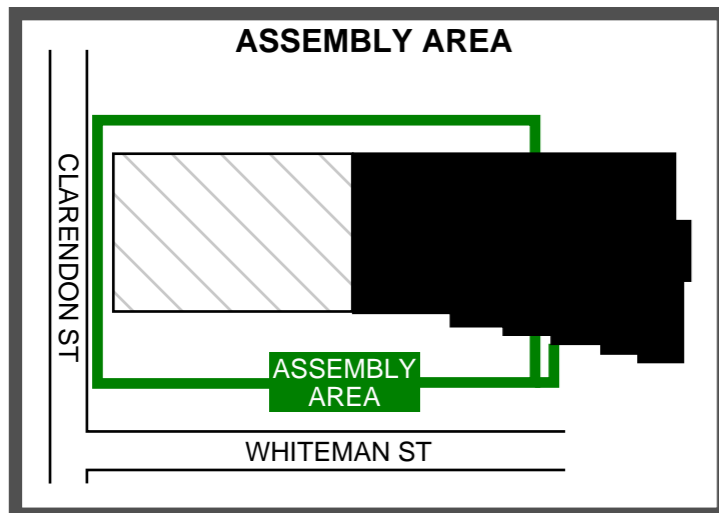 ASSEMBLY AREA
CLARENDON ST
ASSEMBLY
AREA
WHITEMAN ST